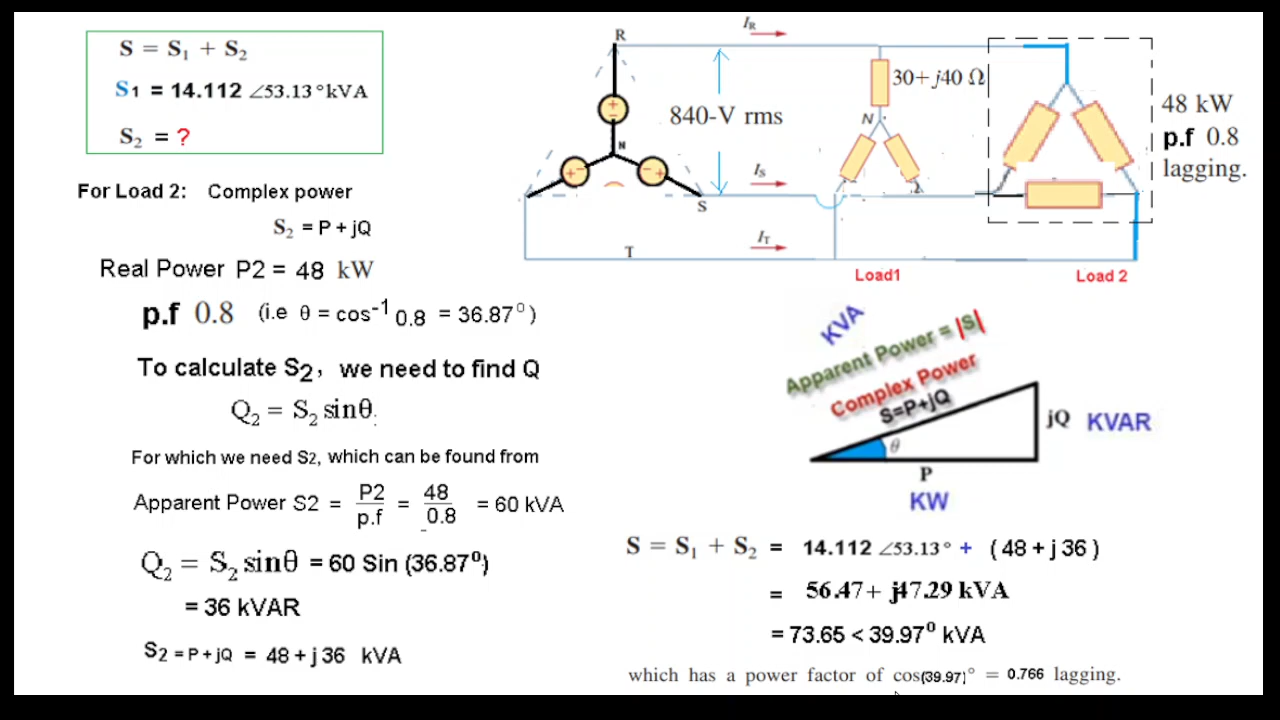 S = S₁ + S₂
S1 = 14.112 ∠53.13°kVA
S₂ = ?
For Load 2: Complex power
S₂ = P + jQ
Real Power P2 = 48 kW
p.f 0.8 (i.e θ = cos⁻¹ 0.8 = 36.87°)
To calculate S₂, we need to find Q
Q₂ = S₂ sinθ.
For which we need S2, which can be found from
Apparent Power S2 = P2/p.f = 48/0.8 = 60 kVA
Q₂ = S₂ sinθ = 60 Sin (36.87⁰)
= 36 kVAR
S₂ = P + jQ = 48 + j 36 kVA
I_R
R
30+ j40 Ω
840-V rms
N
N
48 kW
p.f 0.8
lagging.
I_S
S
I_T
T
Load1
Load 2
KVA
Apparent Power = |S|
Complex Power
S=P+jQ
θ
jQ KVAR
P
KW
S = S₁ + S₂ = 14.112 ∠53.13° + ( 48 + j 36 )
= 56.47+ j47.29 kVA
= 73.65 < 39.97⁰ kVA
which has a power factor of cos(39.97)° = 0.766 lagging.